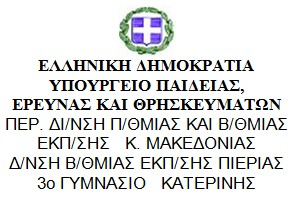 ΕΛΛΗΝΙΚΗ ΔΗΜΟΚΡΑΤΙΑ
ΥΠΟΥΡΓΕΙΟ ΠΑΙΔΕΙΑΣ,
ΕΡΕΥΝΑΣ ΚΑΙ ΘΡΗΣΚΕΥΜΑΤΩΝ
ΠΕΡ. ΔΙ/ΝΣΗ Π/ΘΜΙΑΣ ΚΑΙ Β/ΘΜΙΑΣ
ΕΚΠ/ΣΗΣ Κ. ΜΑΚΕΔΟΝΙΑΣ
Δ/ΝΣΗ Β/ΘΜΙΑΣ ΕΚΠ/ΣΗΣ ΠΙΕΡΙΑΣ
3ο ΓΥΜΝΑΣΙΟ ΚΑΤΕΡΙΝΗΣ